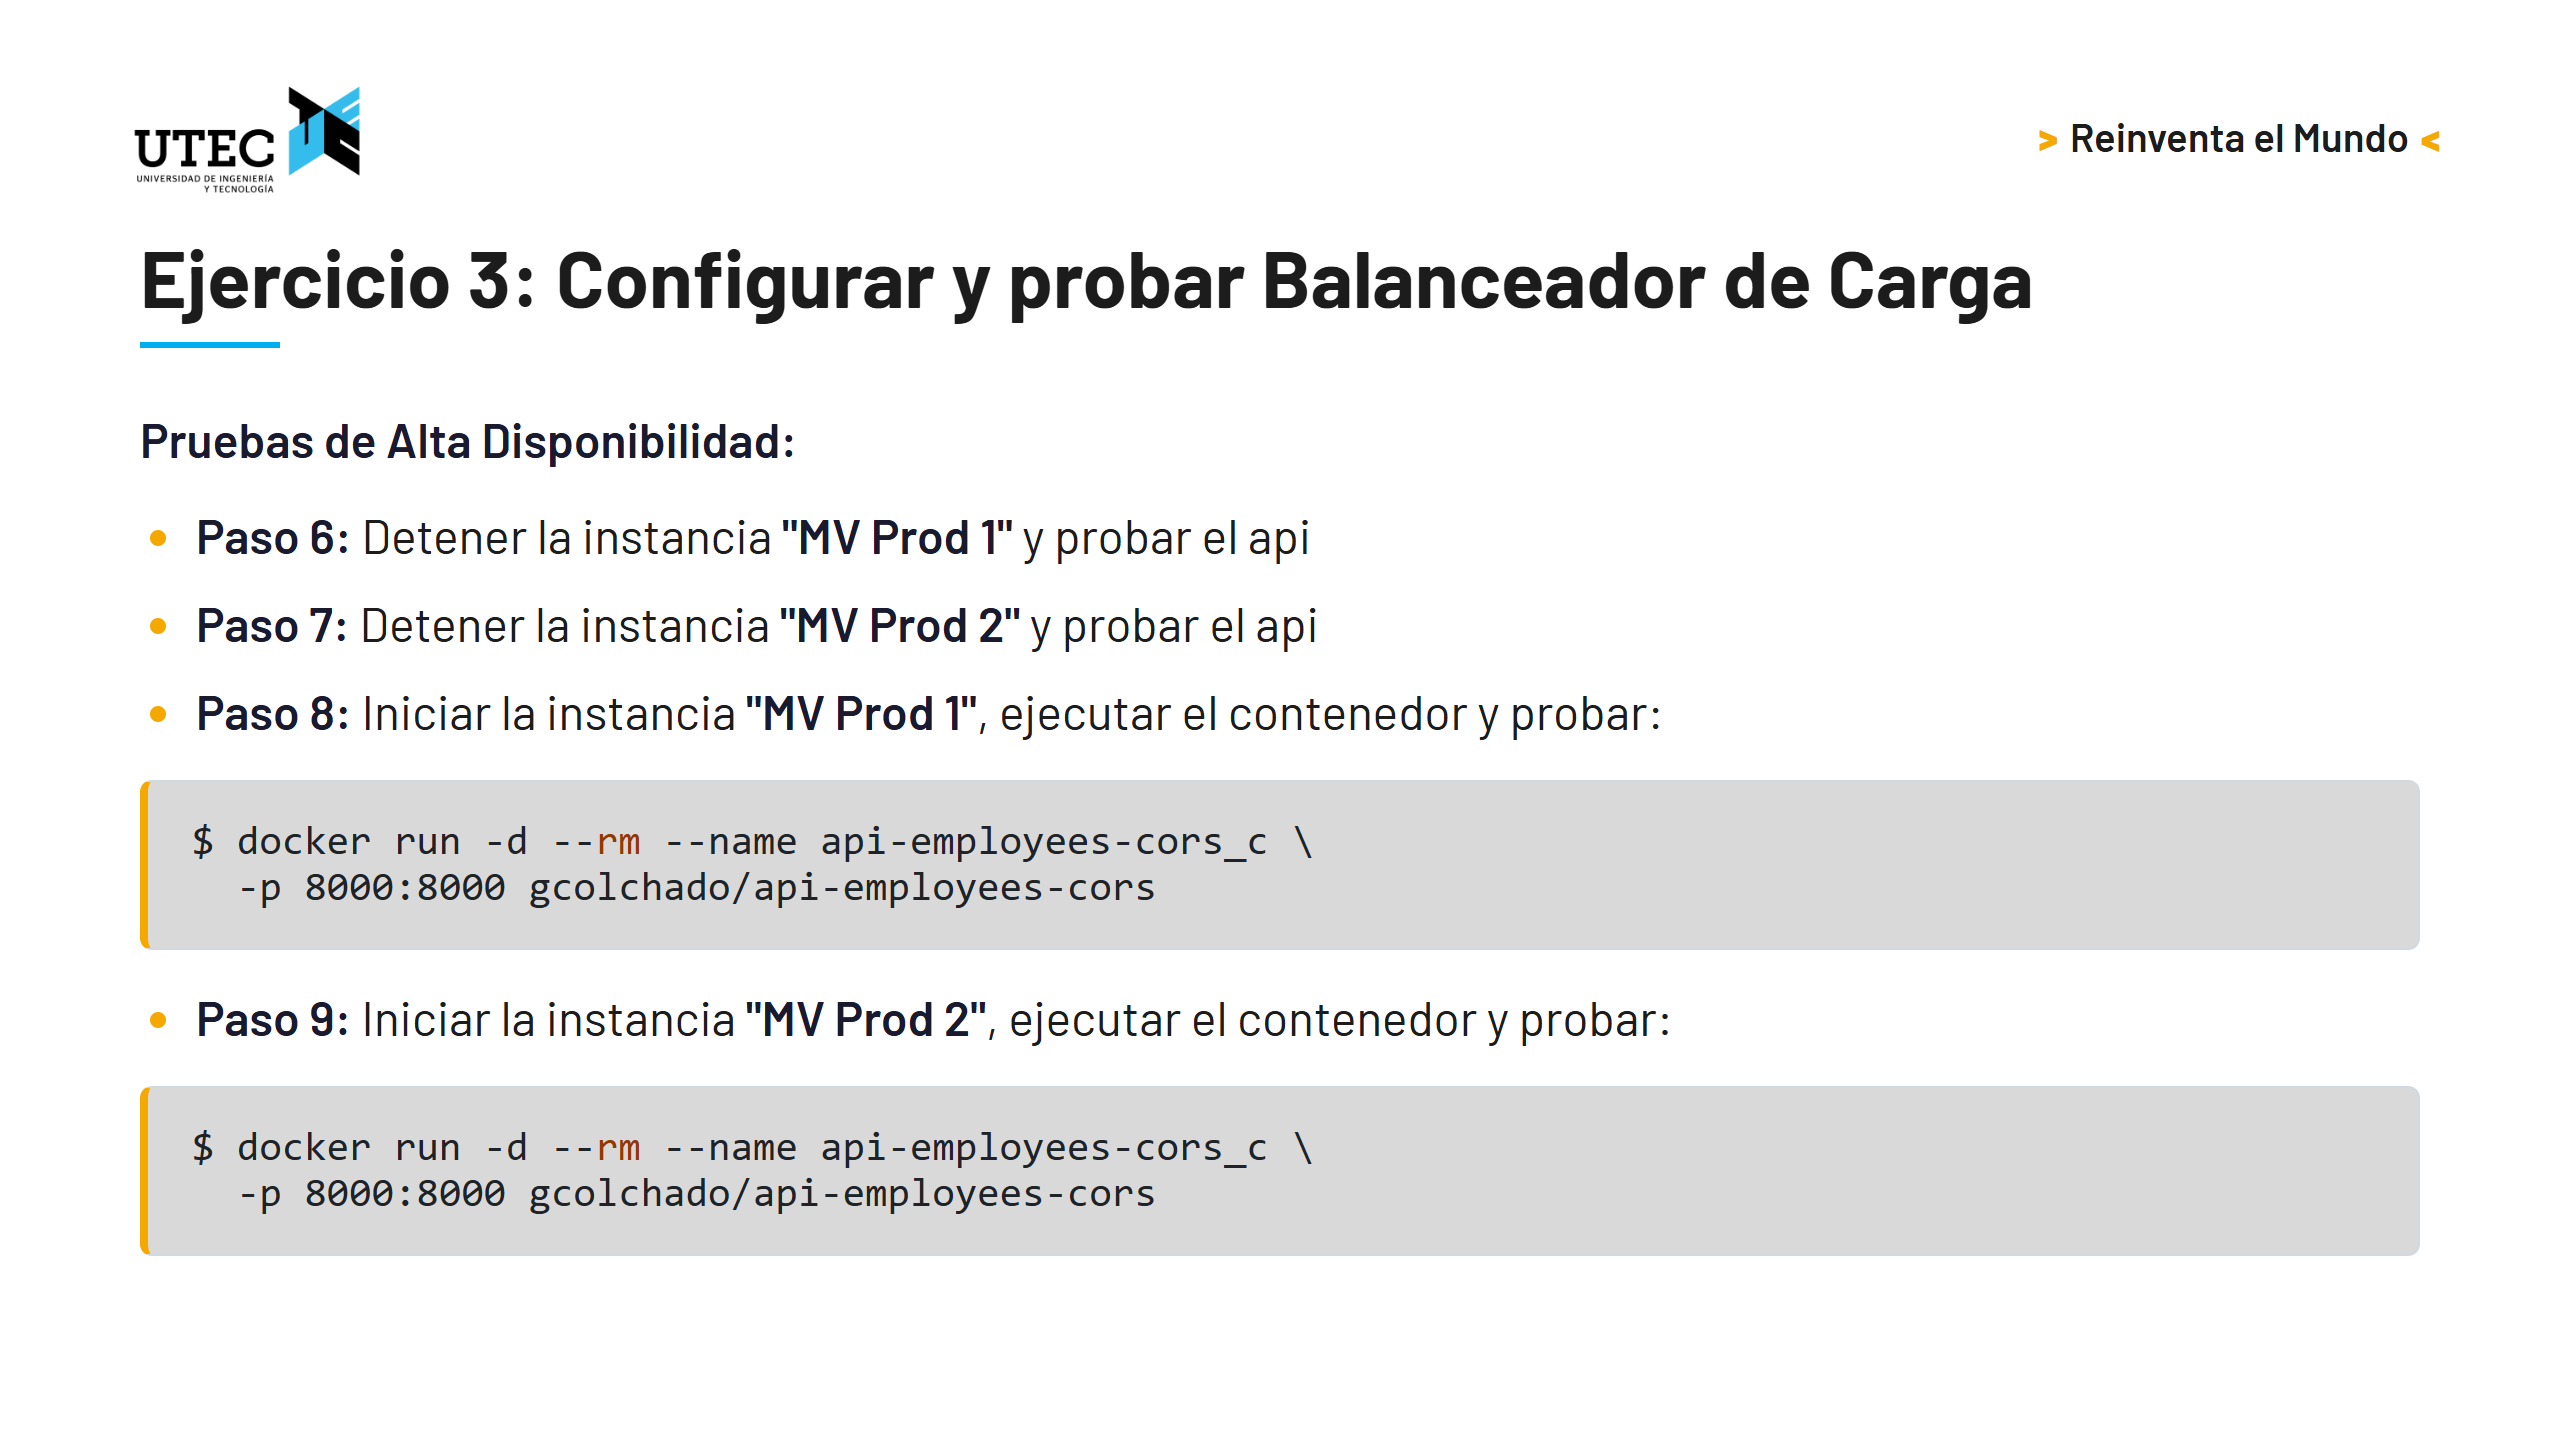 UTEC
UNIVERSIDAD DE INGENIERÍA
Y TECNOLOGÍA
> Reinventa el Mundo <
Ejercicio 3: Configurar y probar Balanceador de Carga
Pruebas de Alta Disponibilidad:
• Paso 6: Detener la instancia "MV Prod 1" y probar el api
• Paso 7: Detener la instancia "MV Prod 2" y probar el api
• Paso 8: Iniciar la instancia "MV Prod 1", ejecutar el contenedor y probar:
$ docker run -d --rm --name api-employees-cors_c \
-p 8000:8000 gcolchado/api-employees-cors
• Paso 9: Iniciar la instancia "MV Prod 2", ejecutar el contenedor y probar:
$ docker run -d --rm --name api-employees-cors_c \
-p 8000:8000 gcolchado/api-employees-cors